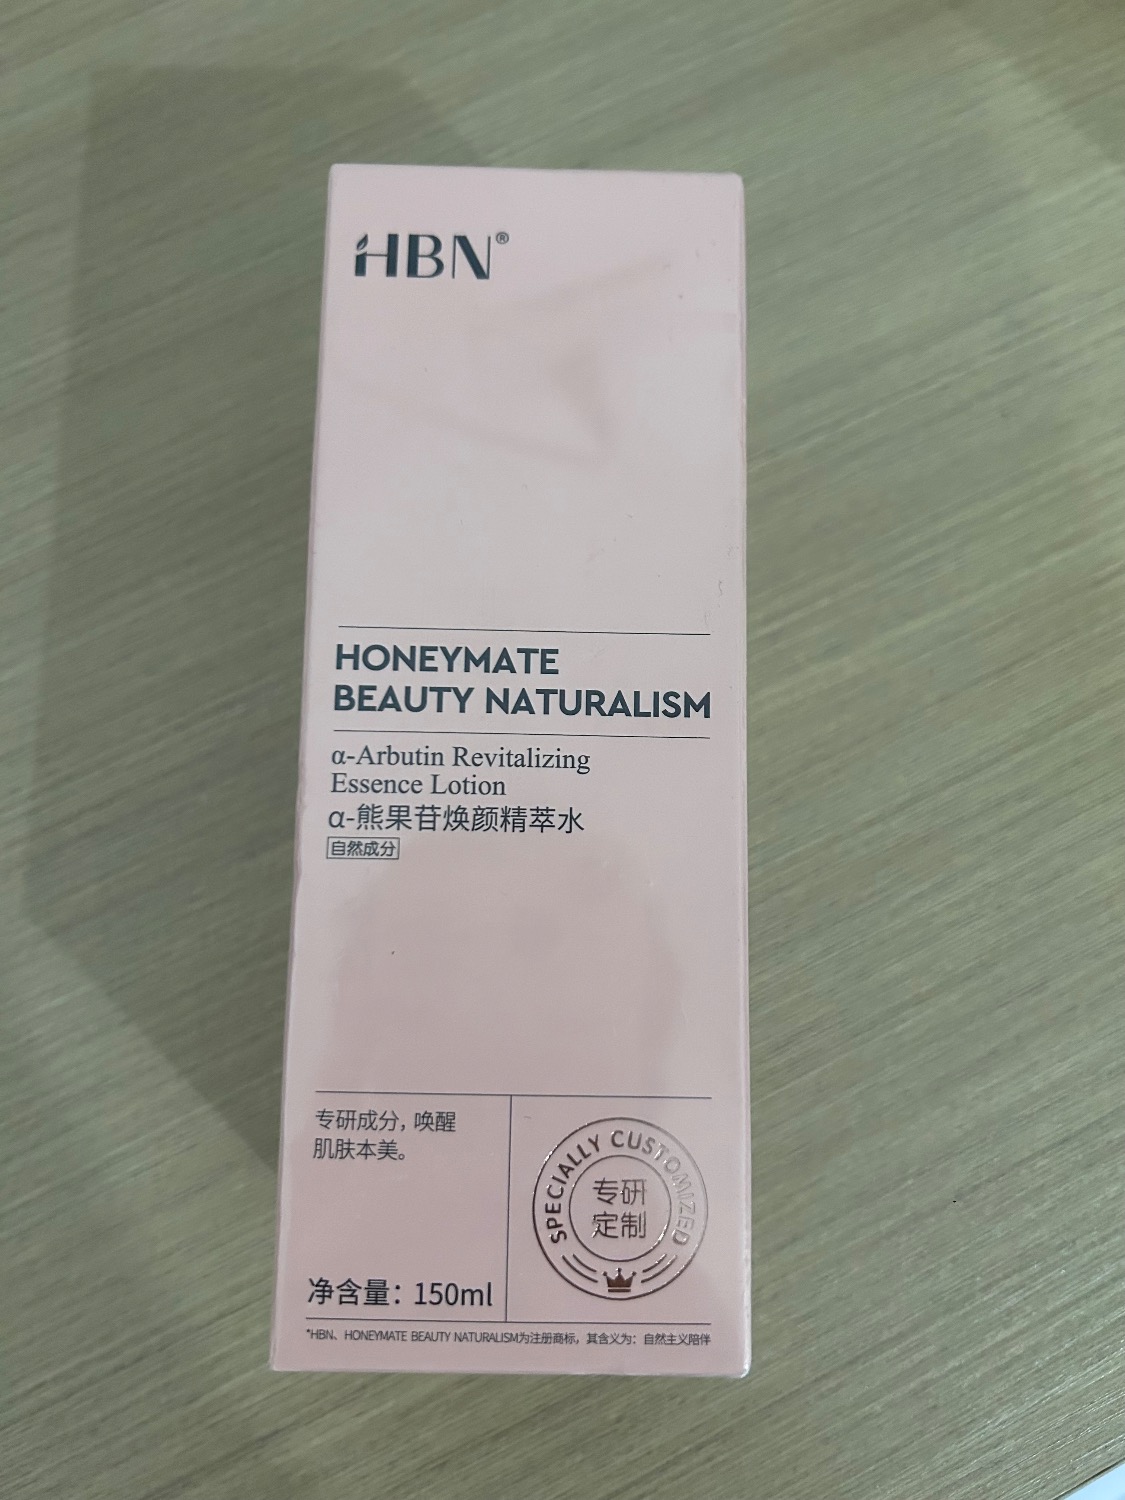 HBN®
HONEYMATE
BEAUTY NATURALISM
α-Arbutin Revitalizing
Essence Lotion
α-熊果苷焕颜精萃水
自然成分
专研成分，唤醒
肌肤本美。
SPECIALLY CUSTOMIZED
专研
定制
净含量：150ml
*HBN、HONEYMATE BEAUTY NATURALISM为注册商标，其含义为：自然主义陪伴